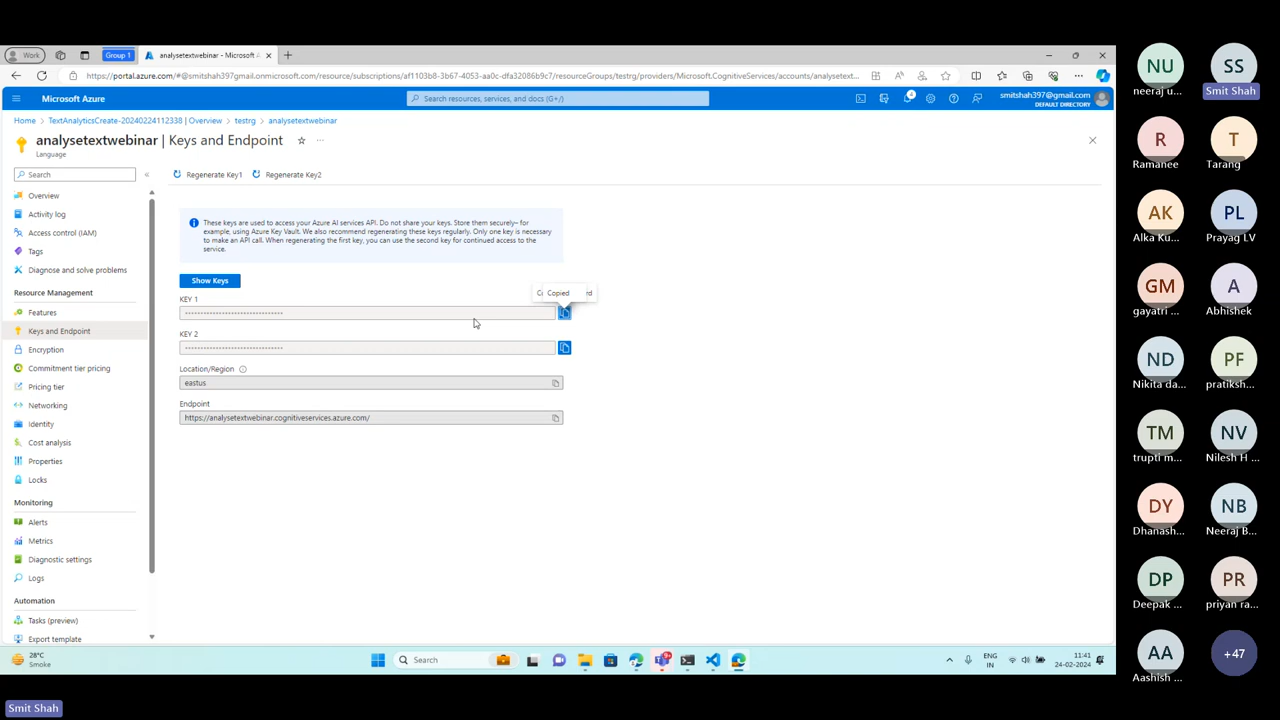 Work
Group 1
analysetextwebinar - Microsoft A
https://portal.azure.com/#@smitshah397gmail.onmicrosoft.com/resource/subscriptions/af1103b8-3b67-4053-aa0c-dfa32086b9c7/resourceGroups/testrg/providers/Microsoft.CognitiveServices/accounts/analysetext...
Microsoft Azure
Search resources, services, and docs (G+/)
4
smitshah397@gmail.com
DEFAULT DIRECTORY
Home > TextAnalyticsCreate-20240224112338 | Overview > testrg > analysetextwebinar
analysetextwebinar | Keys and Endpoint
Language
Search
Overview
Activity log
Access control (IAM)
Tags
Diagnose and solve problems
Resource Management
Features
Keys and Endpoint
Encryption
Commitment tier pricing
Pricing tier
Networking
Identity
Cost analysis
Properties
Locks
Monitoring
Alerts
Metrics
Diagnostic settings
Logs
Automation
Tasks (preview)
Export template
Regenerate Key1
Regenerate Key2
These keys are used to access your Azure AI services API. Do not share your keys. Store them securely– for
example, using Azure Key Vault. We also recommend regenerating these keys regularly. Only one key is necessary
to make an API call. When regenerating the first key, you can use the second key for continued access to the
service.
Show Keys
Copied
KEY 1
KEY 2
Location/Region
eastus
Endpoint
https://analysetextwebinar.cognitiveservices.azure.com/
28°C
Smoke
Search
ENG
IN
11:41
24-02-2024
NU
neeraj u...
SS
Smit Shah
R
Ramanee
T
Tarang
AK
Alka Ku...
PL
Prayag LV
GM
gayatri ...
A
Abhishek
ND
Nikita da...
PF
pratiksh...
TM
trupti m...
NV
Nilesh H ...
DY
Dhanash...
NB
Neeraj B...
DP
Deepak ...
PR
priyan ra...
AA
Aashish ...
+47
Smit Shah